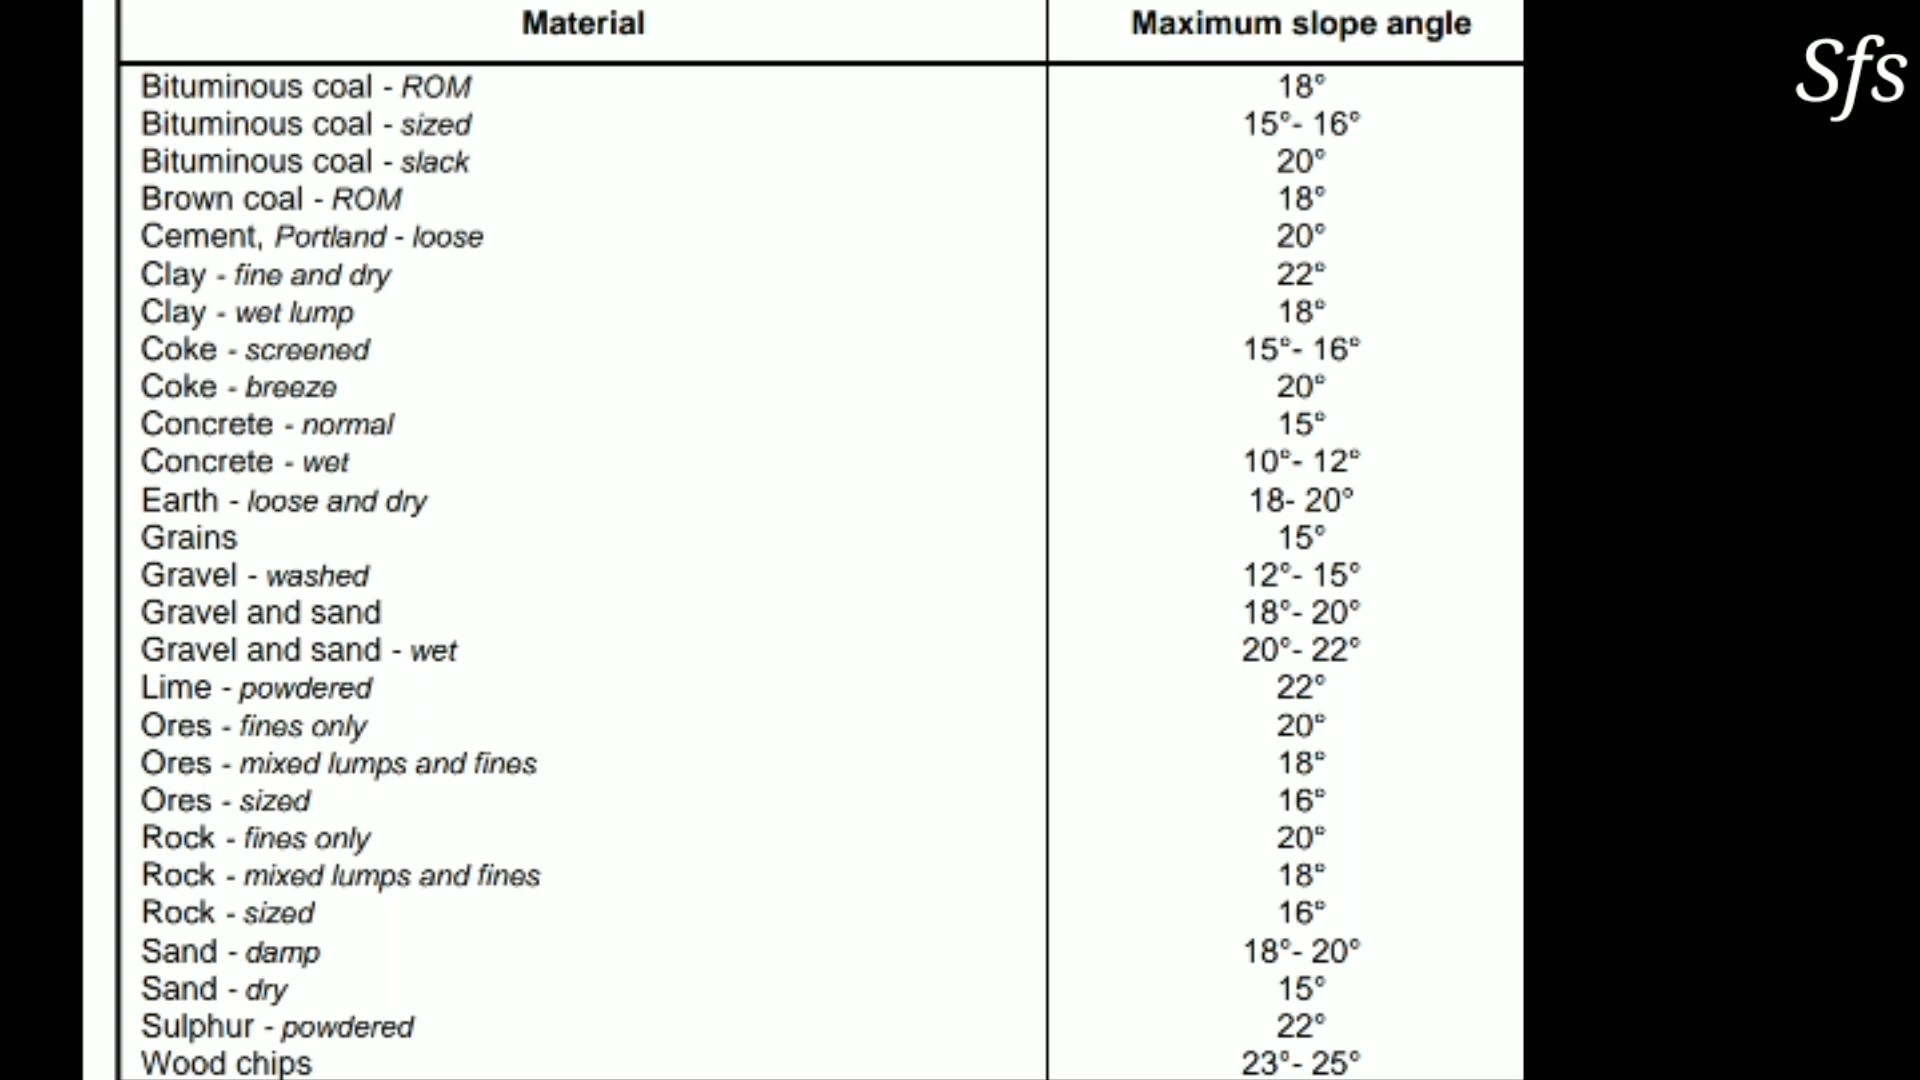 Material Maximum slope angle
Sfs
Bituminous coal - ROM 18°
Bituminous coal - sized 15°- 16°
Bituminous coal - slack 20°
Brown coal - ROM 18°
Cement, Portland - loose 20°
Clay - fine and dry 22°
Clay - wet lump 18°
Coke - screened 15°- 16°
Coke - breeze 20°
Concrete - normal 15°
Concrete - wet 10°- 12°
Earth - loose and dry 18- 20°
Grains 15°
Gravel - washed 12°- 15°
Gravel and sand 18°- 20°
Gravel and sand - wet 20°- 22°
Lime - powdered 22°
Ores - fines only 20°
Ores - mixed lumps and fines 18°
Ores - sized 16°
Rock - fines only 20°
Rock - mixed lumps and fines 18°
Rock - sized 16°
Sand - damp 18°- 20°
Sand - dry 15°
Sulphur - powdered 22°
Wood chips 23°- 25°